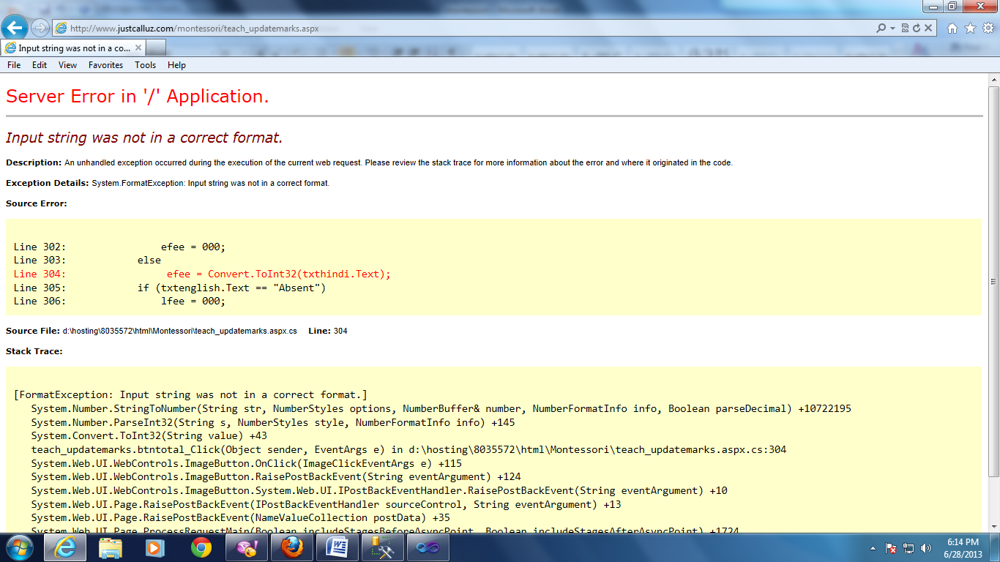 http://www.justcalluz.com/montessori/teach_updatemarks.aspx
Input string was not in a co...
File Edit View Favorites Tools Help
Server Error in '/' Application.
Input string was not in a correct format.
Description: An unhandled exception occurred during the execution of the current web request. Please review the stack trace for more information about the error and where it originated in the code.
Exception Details: System.FormatException: Input string was not in a correct format.
Source Error:
Line 302:                efee = 000;
Line 303:            else
Line 304:                 efee = Convert.ToInt32(txthindi.Text);
Line 305:            if (txtenglish.Text == "Absent")
Line 306:                lfee = 000;
Source File: d:\hosting\8035572\html\Montessori\teach_updatemarks.aspx.cs    Line: 304
Stack Trace:
[FormatException: Input string was not in a correct format.]
   System.Number.StringToNumber(String str, NumberStyles options, NumberBuffer& number, NumberFormatInfo info, Boolean parseDecimal) +10722195
   System.Number.ParseInt32(String s, NumberStyles style, NumberFormatInfo info) +145
   System.Convert.ToInt32(String value) +43
   teach_updatemarks.btntotal_Click(Object sender, EventArgs e) in d:\hosting\8035572\html\Montessori\teach_updatemarks.aspx.cs:304
   System.Web.UI.WebControls.ImageButton.OnClick(ImageClickEventArgs e) +115
   System.Web.UI.WebControls.ImageButton.RaisePostBackEvent(String eventArgument) +124
   System.Web.UI.WebControls.ImageButton.System.Web.UI.IPostBackEventHandler.RaisePostBackEvent(String eventArgument) +10
   System.Web.UI.Page.RaisePostBackEvent(IPostBackEventHandler sourceControl, String eventArgument) +13
   System.Web.UI.Page.RaisePostBackEvent(NameValueCollection postData) +35
   System.Web.UI.Page.ProcessRequestMain(Boolean includeStagesBeforeAsyncPoint, Boolean includeStagesAfterAsyncPoint) +1724
6:14 PM
6/28/2013